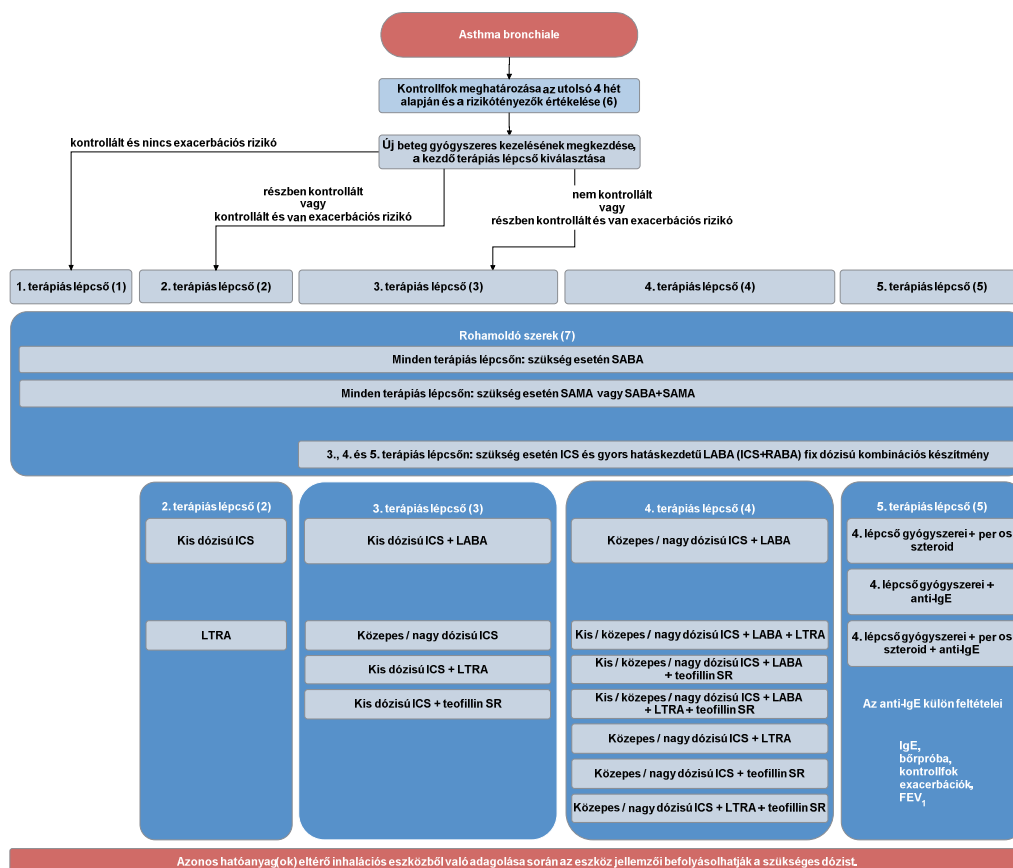 Asthma bronchiale
Kontrollfok meghatározása az utolsó 4 hét
alapján és a rizikótényezők értékelése (6)
kontrollált és nincs exacerbációs rizikó
Új beteg gyógyszeres kezelésének megkezdése,
a kezdő terápiás lépcső kiválasztása
részben kontrollált
vagy
kontrollált és van exacerbációs rizikó
nem kontrollált
vagy
részben kontrollált és van exacerbációs rizikó
1. terápiás lépcső (1)
2. terápiás lépcső (2)
3. terápiás lépcső (3)
4. terápiás lépcső (4)
5. terápiás lépcső (5)
Rohamoldó szerek (7)
Minden terápiás lépcsőn: szükség esetén SABA
Minden terápiás lépcsőn: szükség esetén SAMA vagy SABA+SAMA
3., 4. és 5. terápiás lépcsőn: szükség esetén ICS és gyors hatáskezdetű LABA (ICS+RABA) fix dózisú kombinációs készítmény
2. terápiás lépcső (2)
Kis dózisú ICS
LTRA
3. terápiás lépcső (3)
Kis dózisú ICS + LABA
Közepes / nagy dózisú ICS
Kis dózisú ICS + LTRA
Kis dózisú ICS + teofillin SR
4. terápiás lépcső (4)
Közepes / nagy dózisú ICS + LABA
Kis / közepes / nagy dózisú ICS + LABA + LTRA
Kis / közepes / nagy dózisú ICS + LABA
+ teofillin SR
Kis / közepes / nagy dózisú ICS + LABA
+ LTRA + teofillin SR
Közepes / nagy dózisú ICS + LTRA
Közepes / nagy dózisú ICS + teofillin SR
Közepes / nagy dózisú ICS + LTRA + teofillin SR
5. terápiás lépcső (5)
4. lépcső gyógyszerei + per os
szteroid
4. lépcső gyógyszerei +
anti-IgE
4. lépcső gyógyszerei + per os
szteroid + anti-IgE
Az anti-IgE külön feltételei
IgE,
bőrpróba,
kontrollfok
exacerbációk,
FEV1
Azonos hatóanyag(ok) eltérő inhalációs eszközből való adagolása során az eszköz jellemzői befolyásolhatják a szükséges dózist.